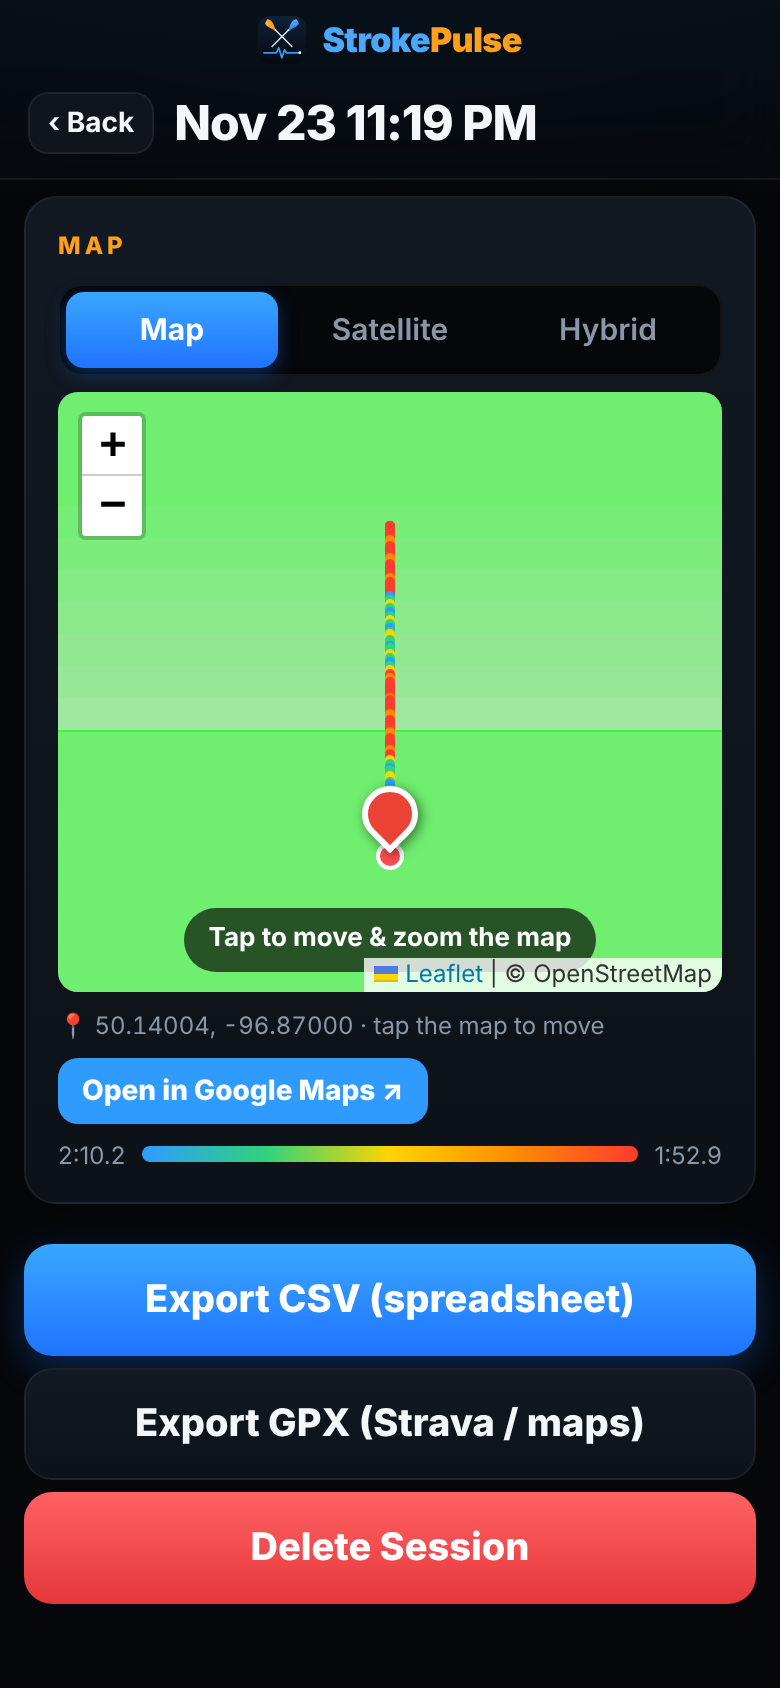 StrokePulse
‹ Back
Nov 23 11:19 PM
MAP
Map
Satellite
Hybrid
+
−
Tap to move & zoom the map
Leaflet | © OpenStreetMap
📍 50.14004, -96.87000 · tap the map to move
Open in Google Maps ↗
2:10.2
1:52.9
Export CSV (spreadsheet)
Export GPX (Strava / maps)
Delete Session